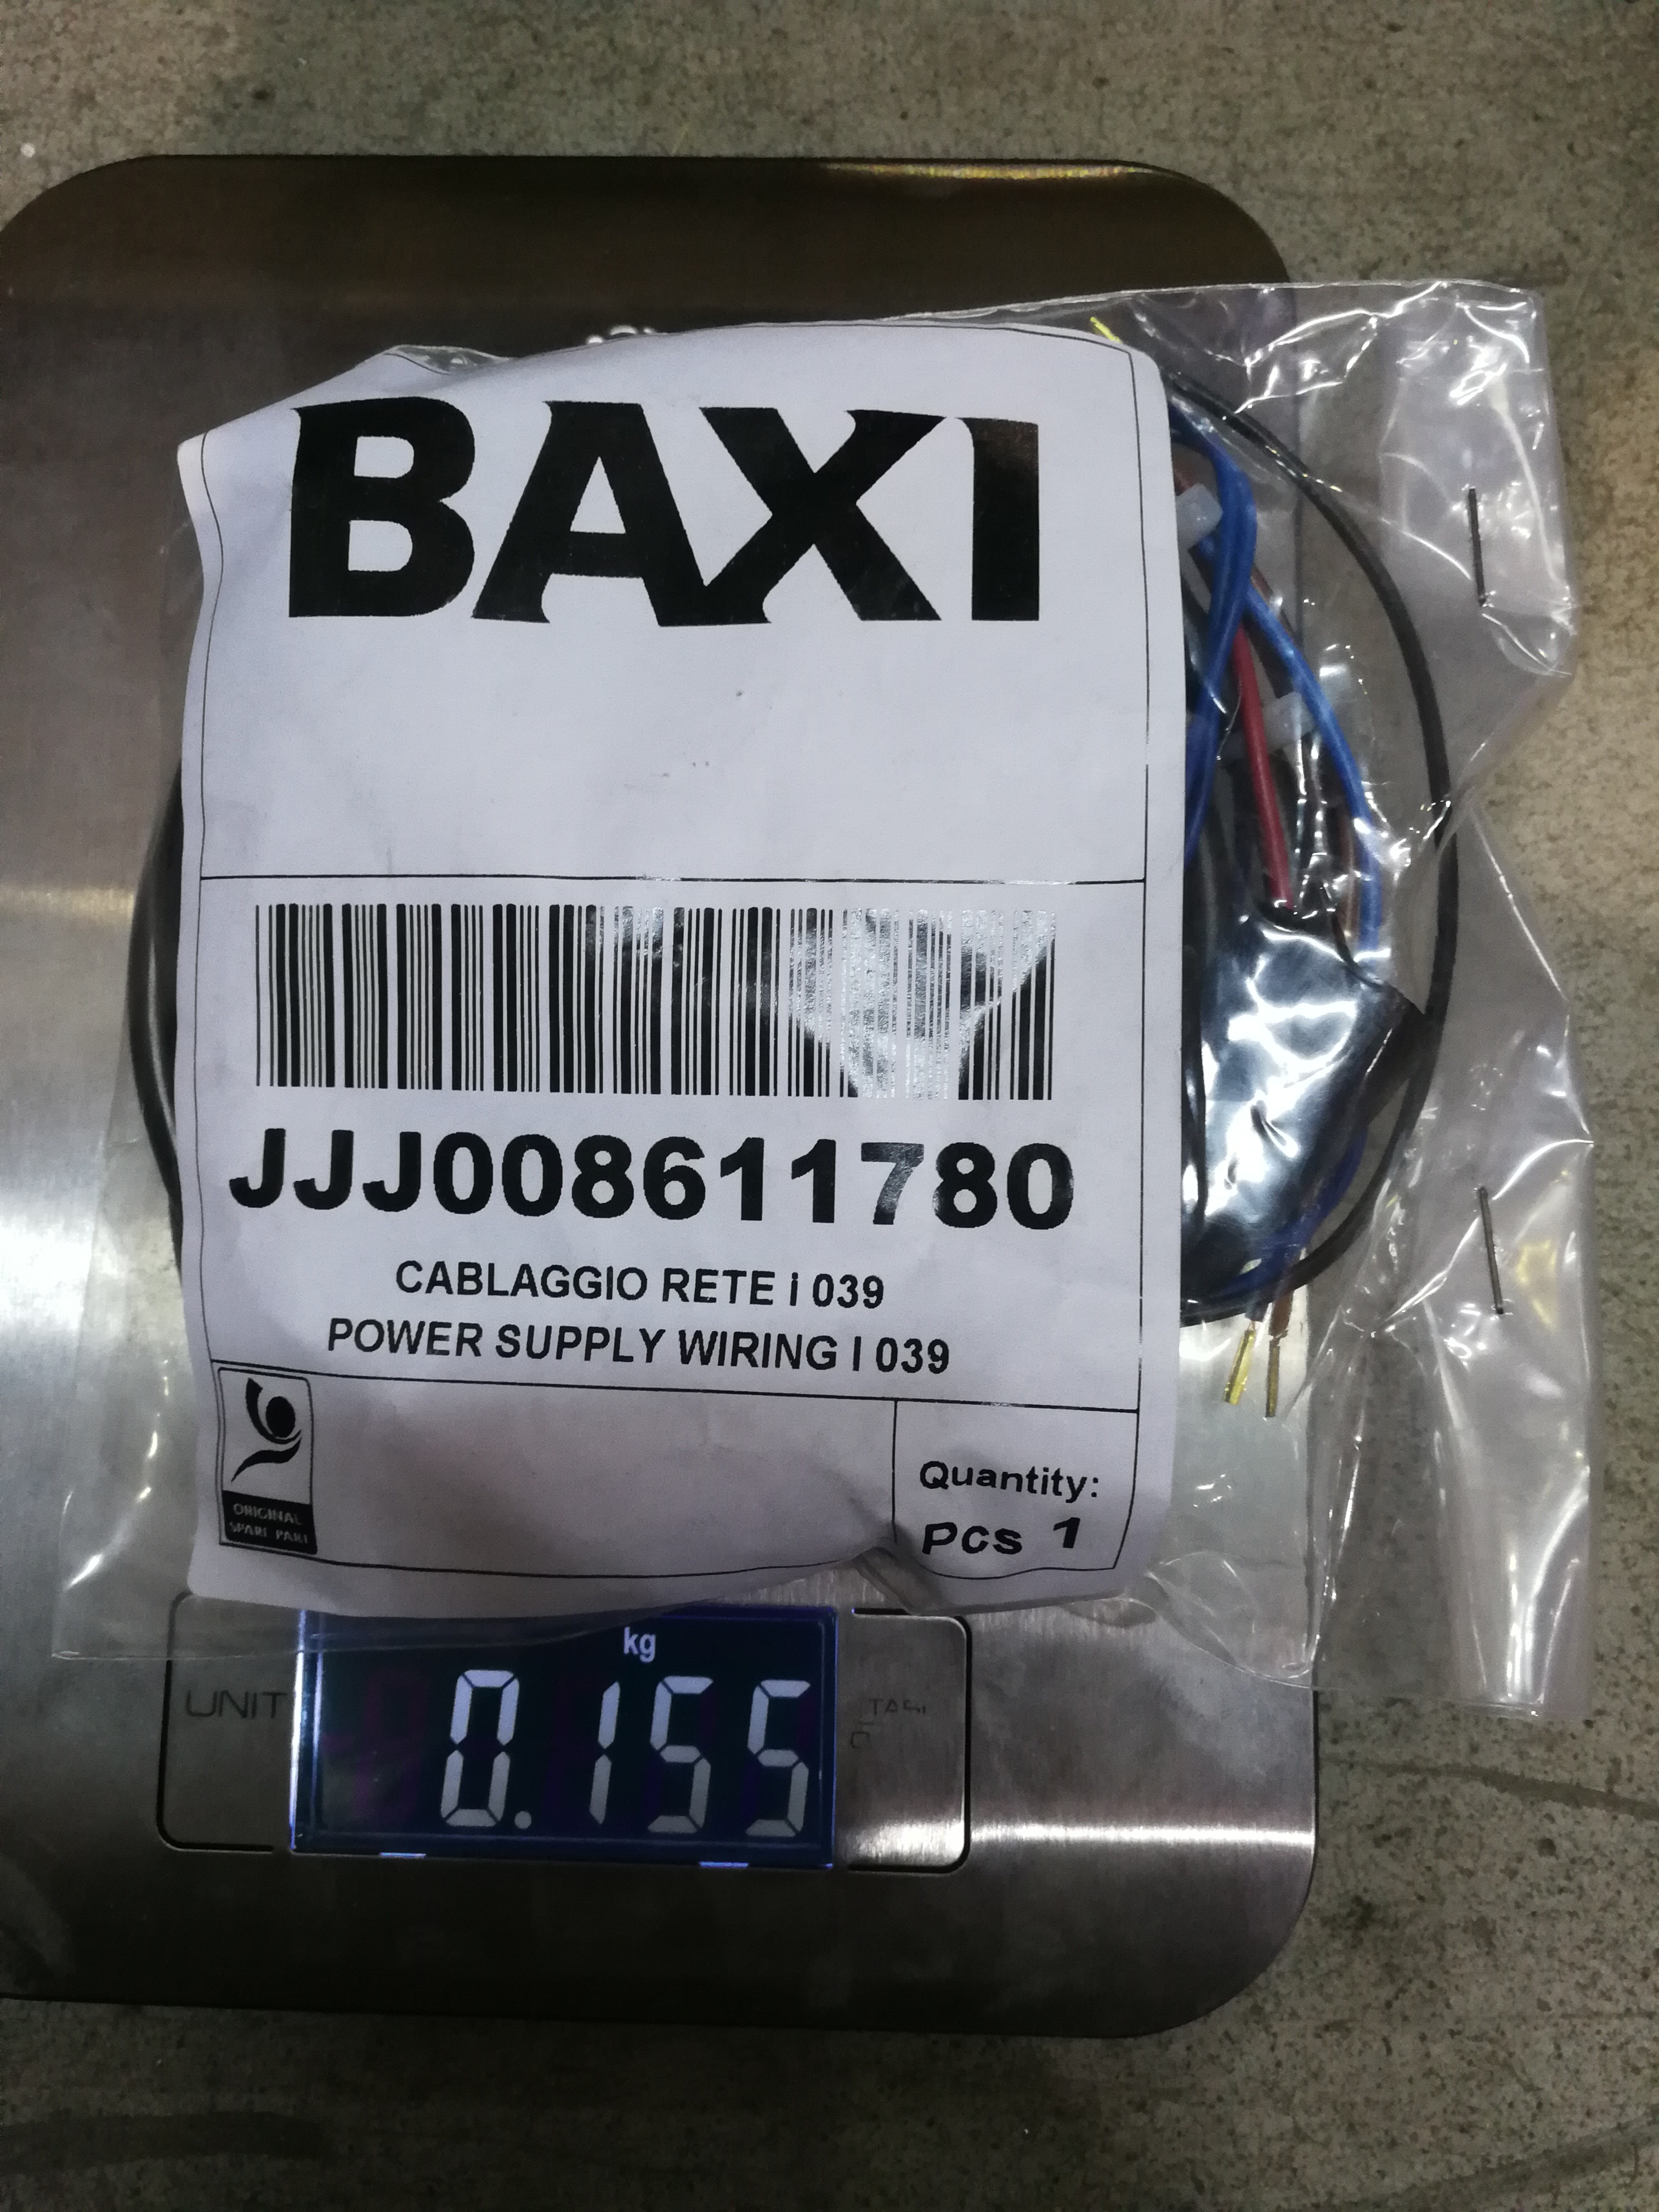 BAXI
JJJ008611780
CABLAGGIO RETE i 039
POWER SUPPLY WIRING I 039
ORIGINAL
SPARE PART
Quantity:
Pcs 1
kg
UNIT
0.155